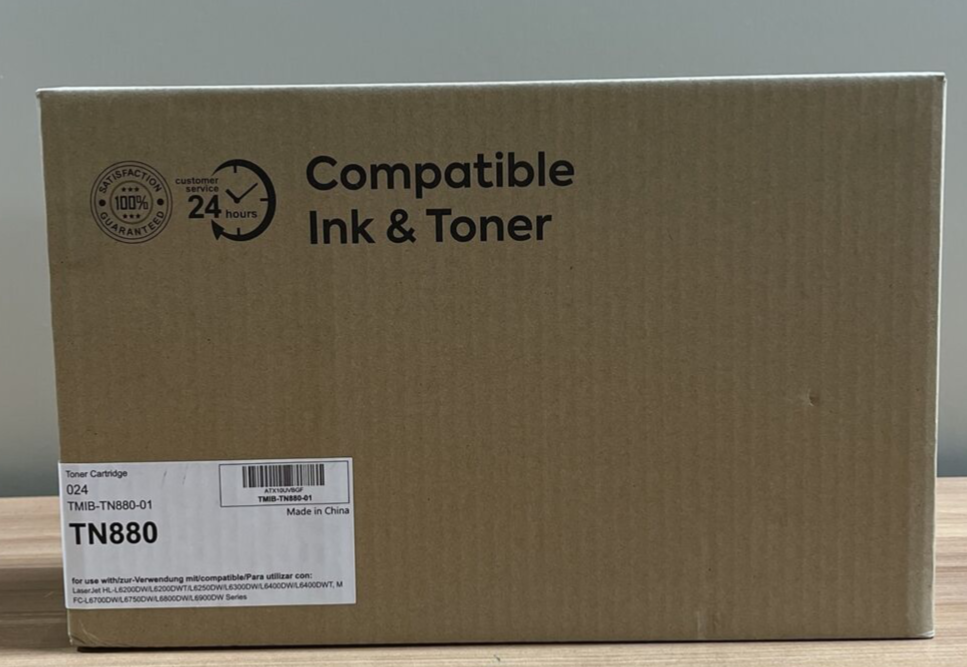 SATISFACTION
100%
GUARANTEED
customer
service
24 hours
Compatible
Ink & Toner
Toner Cartridge
024
TMIB-TN880-01
TN880
ATX10UVBGF
TMIB-TN880-01
Made in China
for use with/zur-Verwendung mit/compatible/Para utilizar con:
LaserJet HL-L6200DW/L6200DWT/L6250DW/L6300DW/L6400DW/L6400DWT, M
FC-L6700DW/L6750DW/L6800DW/L6900DW Series